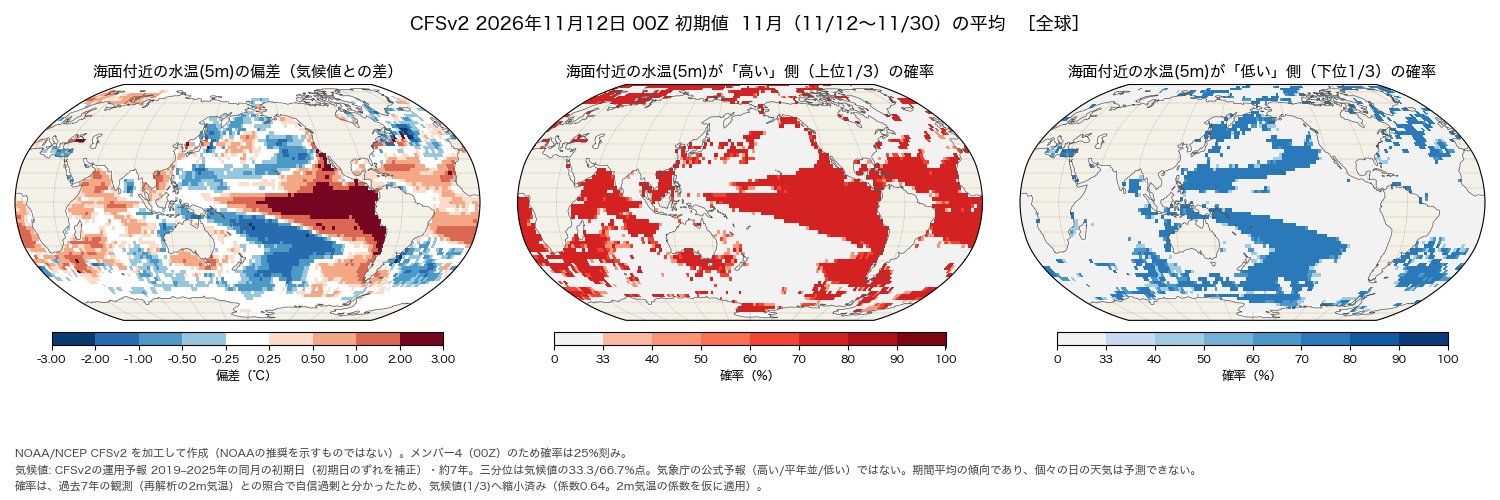 CFSv2 2026年11月12日 00Z 初期値 11月（11/12～11/30）の平均 ［全球］
海面付近の水温(5m)の偏差（気候値との差）
海面付近の水温(5m)が「高い」側（上位1/3）の確率
海面付近の水温(5m)が「低い」側（下位1/3）の確率
-3.00 -2.00 -1.00 -0.50 -0.25 0.25 0.50 1.00 2.00 3.00
偏差（℃）
0 33 40 50 60 70 80 90 100
確率（%）
0 33 40 50 60 70 80 90 100
確率（%）
NOAA/NCEP CFSv2 を加工して作成（NOAAの推奨を示すものではない）。メンバー4（00Z）のため確率は25%刻み。
気候値: CFSv2の運用予報 2019–2025年の同月の初期日（初期日のずれを補正）・約7年。三分位は気候値の33.3/66.7%点。気象庁の公式予報（高い/平年並/低い）ではない。期間平均の傾向であり、個々の日の天気は予測できない。
確率は、過去7年の観測（再解析の2m気温）との照合で自信過剰と分かったため、気候値(1/3)へ縮小済み（係数0.64。2m気温の係数を仮に適用）。